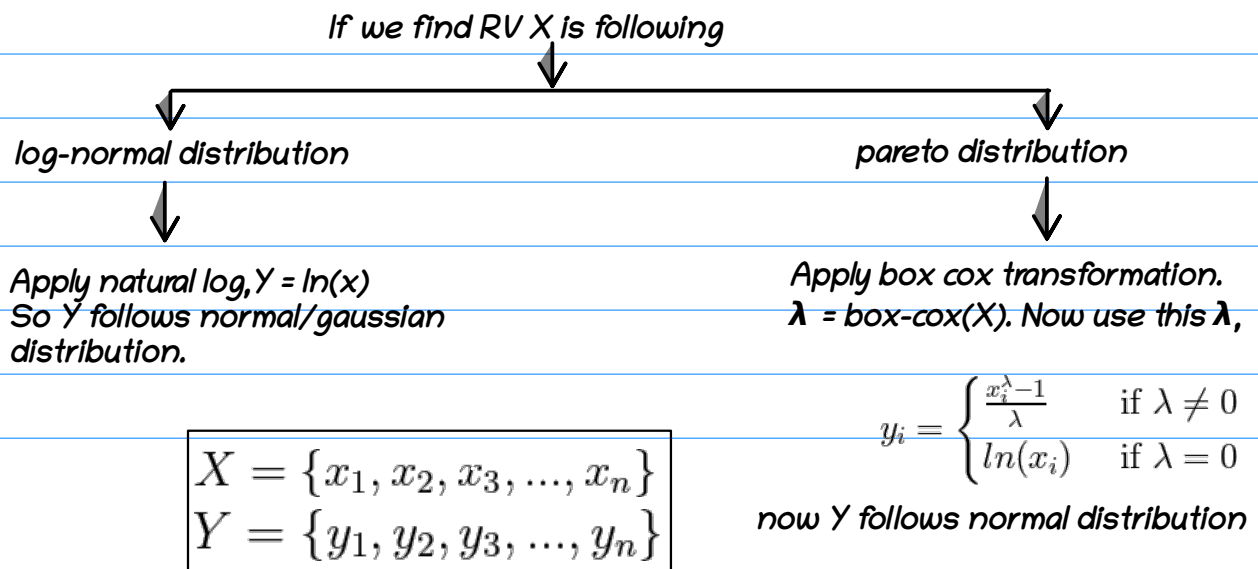 If we find RV X is following
log-normal distribution
pareto distribution
Apply natural log, Y = ln(x)
So Y follows normal/gaussian
distribution.
Apply box cox transformation.
λ = box-cox(X). Now use this λ,
y_i = { (x_i^λ − 1)/λ if λ ≠ 0
ln(x_i) if λ = 0
now Y follows normal distribution
X = {x_1, x_2, x_3, ..., x_n}
Y = {y_1, y_2, y_3, ..., y_n}